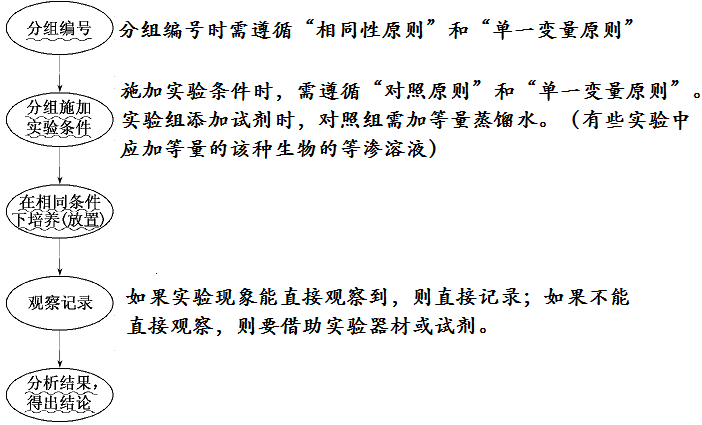 分组编号
分组编号时需遵循“相同性原则”和“单一变量原则”
分组施加
实验条件
施加实验条件时，需遵循“对照原则”和“单一变量原则”。
实验组添加试剂时，对照组需加等量蒸馏水。（有些实验中
应加等量的该种生物的等渗溶液）
在相同条件
下培养(放置)
观察记录
如果实验现象能直接观察到，则直接记录；如果不能
直接观察，则要借助实验器材或试剂。
分析结果，
得出结论